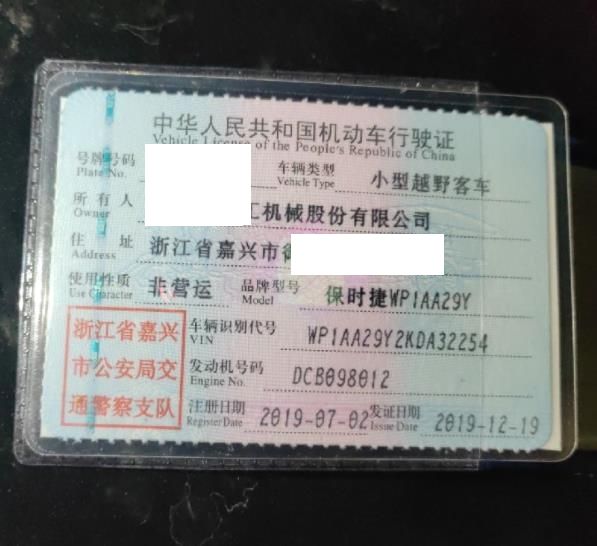 中华人民共和国机动车行驶证
Vehicle License of the People's Republic of China
号牌号码 车辆类型 小型越野客车
Plate No. Vehicle Type
所有人 工机械股份有限公司
Owner
住址 浙江省嘉兴市
Address
使用性质 非营运 品牌型号 保时捷WP1AA29Y
Use Character Model
浙江省嘉兴
市公安局交
通警察支队
车辆识别代号 WP1AA29Y2KDA32254
VIN
发动机号码 DCB098012
Engine No.
注册日期 2019-07-02 发证日期 2019-12-19
Register Date Issue Date